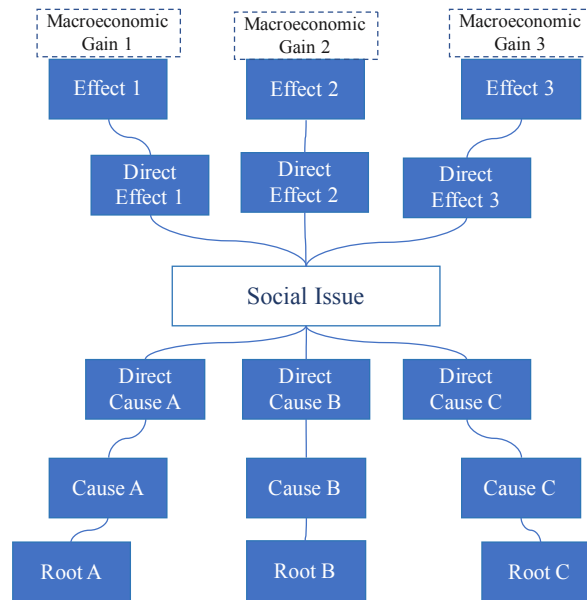 Macroeconomic
Gain 1
Macroeconomic
Gain 2
Macroeconomic
Gain 3
Effect 1
Effect 2
Effect 3
Direct
Effect 1
Direct
Effect 2
Direct
Effect 3
Social Issue
Direct
Cause A
Direct
Cause B
Direct
Cause C
Cause A
Cause B
Cause C
Root A
Root B
Root C